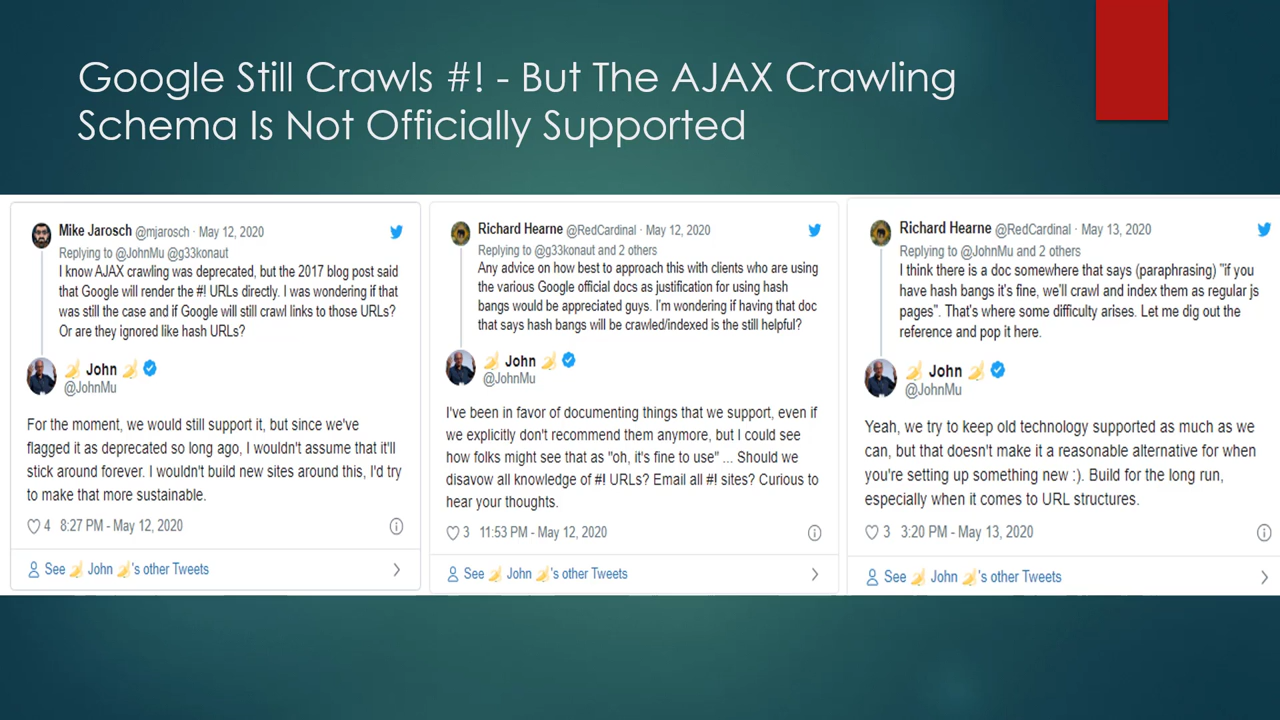 Google Still Crawls #! - But The AJAX Crawling
Schema Is Not Officially Supported
Mike Jarosch @mjarosch · May 12, 2020
Replying to @JohnMu @g33konaut
I know AJAX crawling was deprecated, but the 2017 blog post said
that Google will render the #! URLs directly. I was wondering if that
was still the case and if Google will still crawl links to those URLs?
Or are they ignored like hash URLs?
🍌 John 🍌
@JohnMu
For the moment, we would still support it, but since we've
flagged it as deprecated so long ago, I wouldn't assume that it'll
stick around forever. I wouldn't build new sites around this, I'd try
to make that more sustainable.
4 8:27 PM - May 12, 2020
See 🍌 John 🍌's other Tweets
Richard Hearne @RedCardinal · May 12, 2020
Replying to @g33konaut and 2 others
Any advice on how best to approach this with clients who are using
the various Google official docs as justification for using hash
bangs would be appreciated guys. I'm wondering if having that doc
that says hash bangs will be crawled/indexed is the still helpful?
🍌 John 🍌
@JohnMu
I've been in favor of documenting things that we support, even if
we explicitly don't recommend them anymore, but I could see
how folks might see that as "oh, it's fine to use" ... Should we
disavow all knowledge of #! URLs? Email all #! sites? Curious to
hear your thoughts.
3 11:53 PM - May 12, 2020
See 🍌 John 🍌's other Tweets
Richard Hearne @RedCardinal · May 13, 2020
Replying to @JohnMu and 2 others
I think there is a doc somewhere that says (paraphrasing) "if you
have hash bangs it's fine, we'll crawl and index them as regular js
pages". That's where some difficulty arises. Let me dig out the
reference and pop it here.
🍌 John 🍌
@JohnMu
Yeah, we try to keep old technology supported as much as we
can, but that doesn't make it a reasonable alternative for when
you're setting up something new :). Build for the long run,
especially when it comes to URL structures.
3 3:20 PM - May 13, 2020
See 🍌 John 🍌's other Tweets